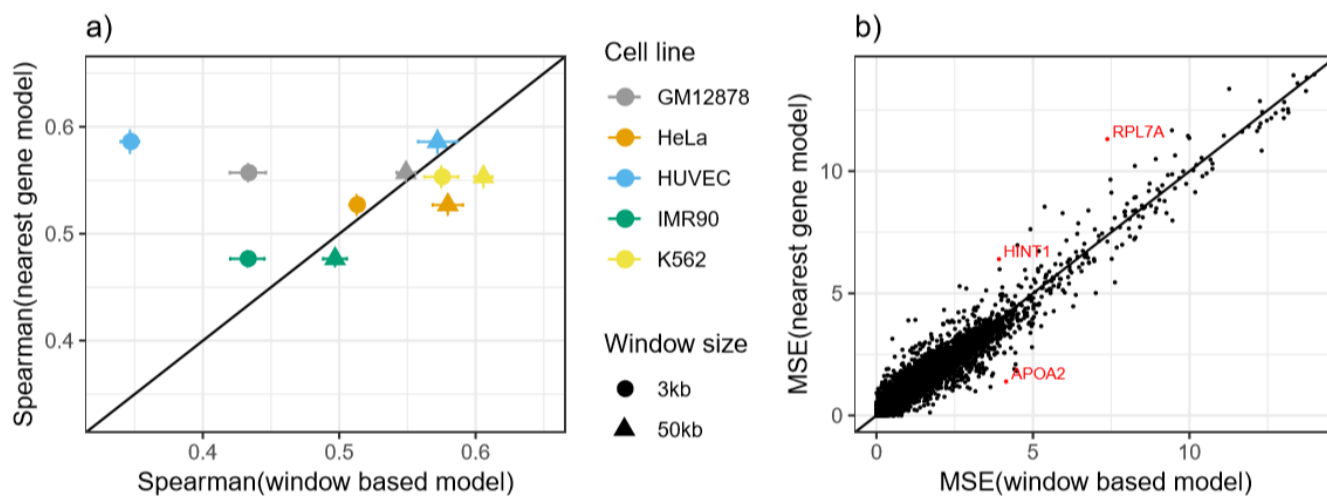 a)
Spearman(nearest gene model)
0.6
0.5
0.4
0.4
0.5
0.6
Spearman(window based model)
Cell line
GM12878
HeLa
HUVEC
IMR90
K562
Window size
3kb
50kb
b)
MSE(nearest gene model)
10
5
0
RPL7A
HINT1
APOA2
0
5
10
MSE(window based model)